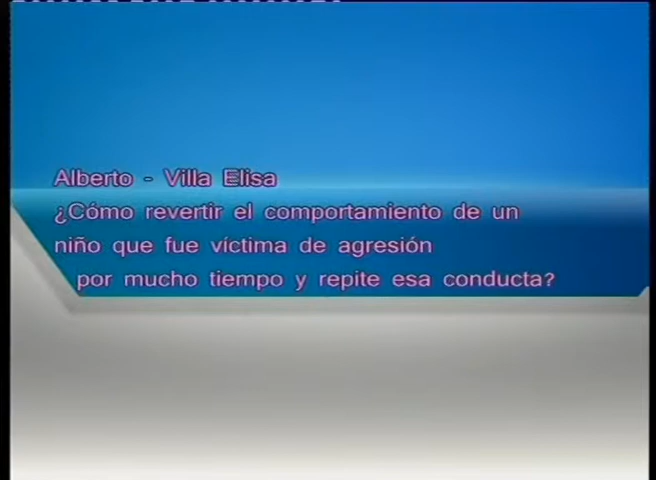 Alberto - Villa Elisa
¿Cómo revertir el comportamiento de un
niño que fue víctima de agresión
por mucho tiempo y repite esa conducta?